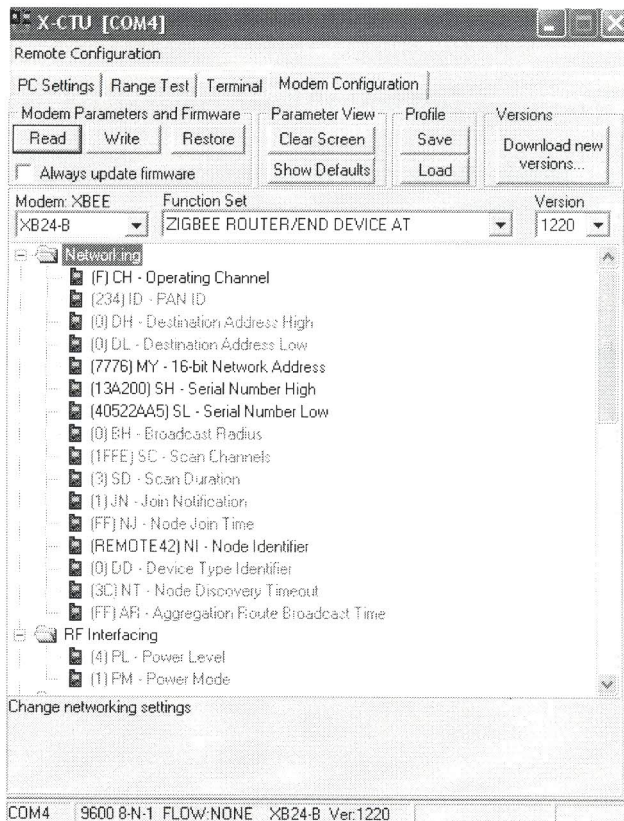 X-CTU [COM4]
Remote Configuration
PC Settings Range Test Terminal Modem Configuration
Modem Parameters and Firmware Parameter View Profile Versions
Read Write Restore Clear Screen Save Download new versions...
Always update firmware Show Defaults Load
Modem: XBEE Function Set Version
XB24-B ZIGBEE ROUTER/END DEVICE AT 1220
Networking
(F) CH - Operating Channel
(234) ID - PAN ID
(0) DH - Destination Address High
(0) DL - Destination Address Low
(7776) MY - 16-bit Network Address
(13A200) SH - Serial Number High
(40522AA5) SL - Serial Number Low
(0) BH - Broadcast Radius
(1FFE) SC - Scan Channels
(3) SD - Scan Duration
(1) JN - Join Notification
(FF) NJ - Node Join Time
(REMOTE42) NI - Node Identifier
(0) DD - Device Type Identifier
(3C) NT - Node Discovery Timeout
(FF) AR - Aggregation Route Broadcast Time
RF Interfacing
(4) PL - Power Level
(1) PM - Power Mode
Change networking settings
COM4 9600 8-N-1 FLOW:NONE XB24-B Ver:1220